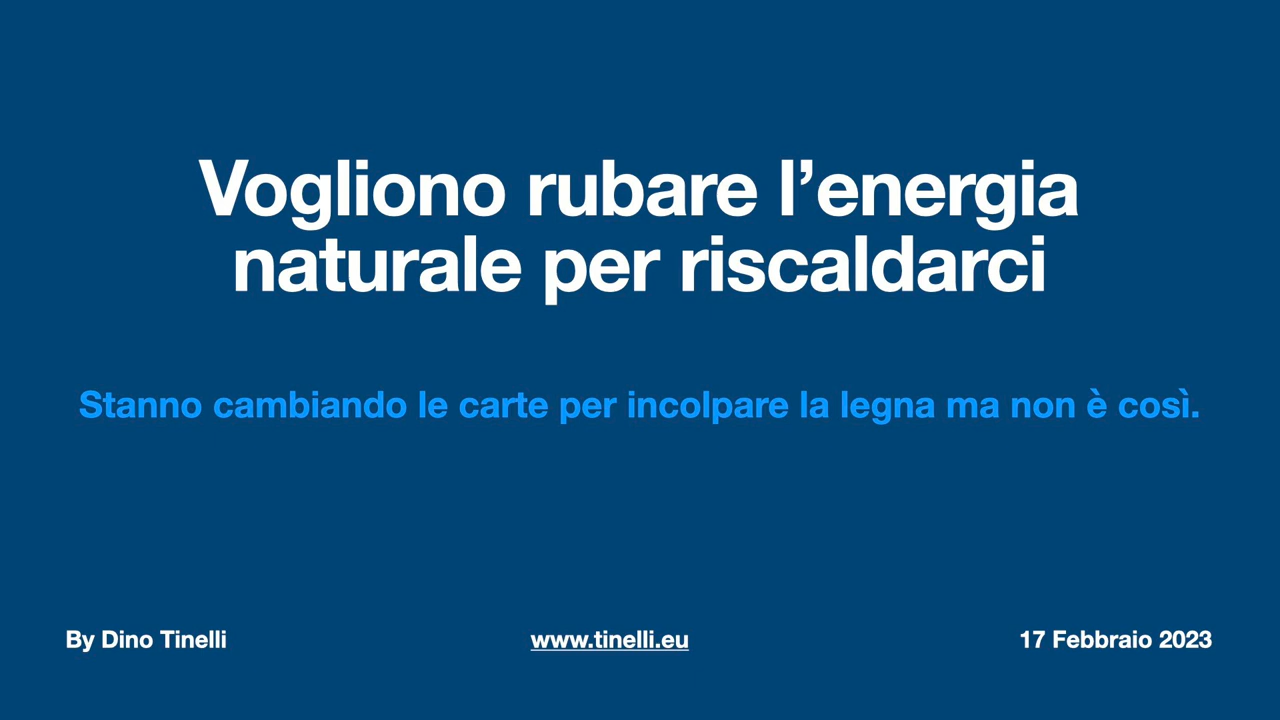 Vogliono rubare l’energia
naturale per riscaldarci
Stanno cambiando le carte per incolpare la legna ma non è così.
By Dino Tinelli
www.tinelli.eu
17 Febbraio 2023